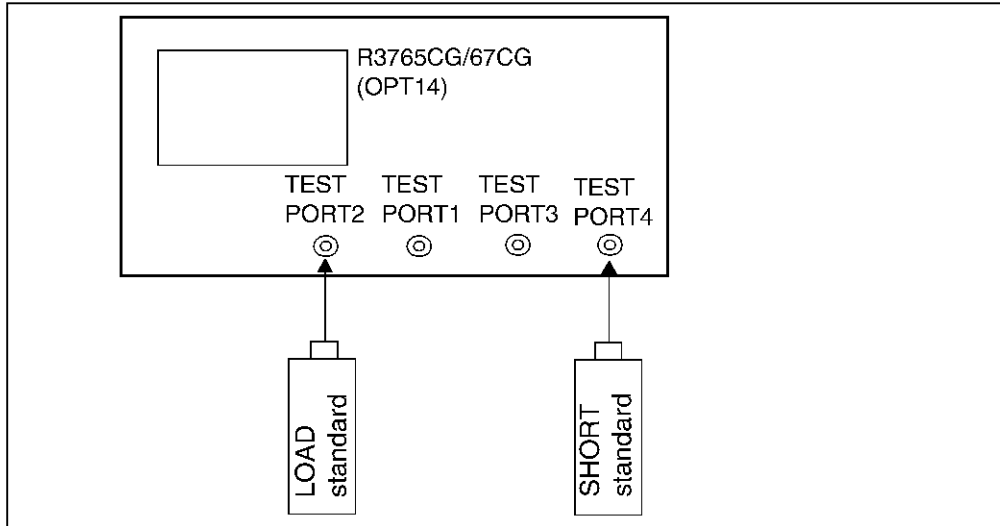 R3765CG/67CG
(OPT14)
TEST
PORT2
TEST
PORT1
TEST
PORT3
TEST
PORT4
LOAD
standard
SHORT
standard